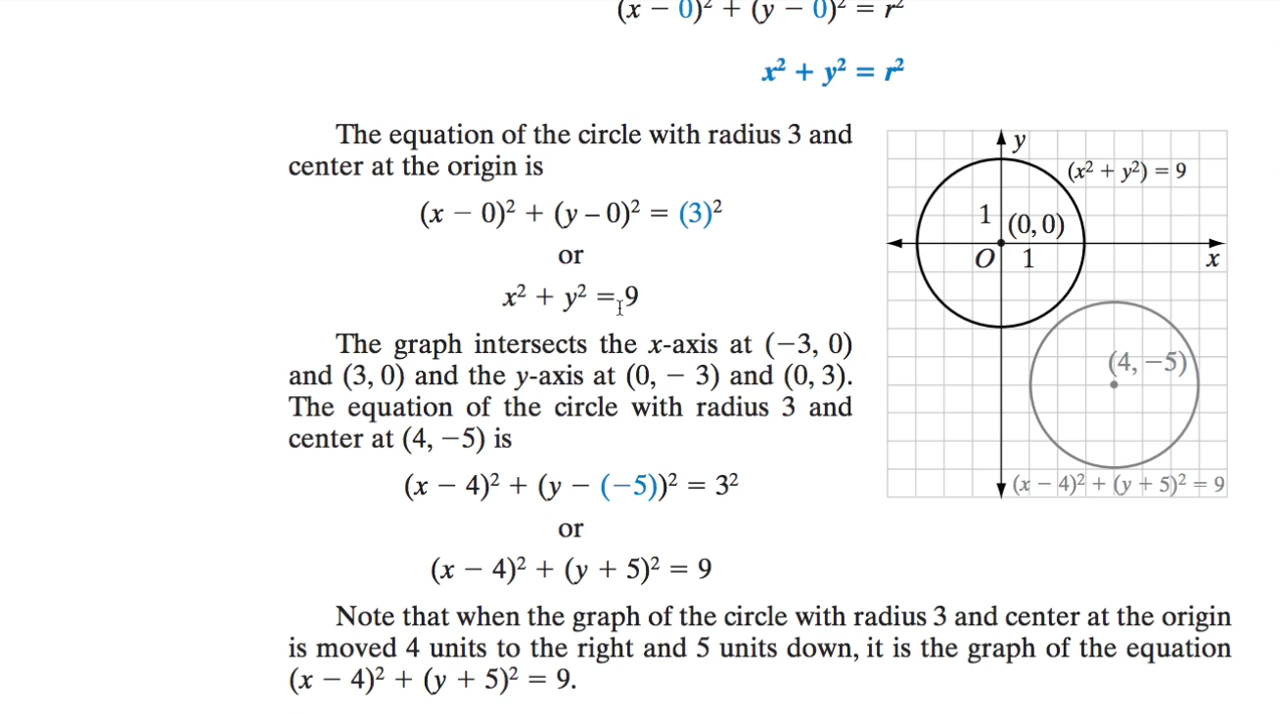 (x − 0)² + (y − 0)² = r²
x² + y² = r²
The equation of the circle with radius 3 and
center at the origin is
(x − 0)² + (y – 0)² = (3)²
or
x² + y² = 9
The graph intersects the x-axis at (−3, 0)
and (3, 0) and the y-axis at (0, − 3) and (0, 3).
The equation of the circle with radius 3 and
center at (4, −5) is
(x − 4)² + (y − (−5))² = 3²
or
(x − 4)² + (y + 5)² = 9
y
(x² + y²) = 9
1
(0, 0)
O 1
x
(4, −5)
(x − 4)² + (y + 5)² = 9
Note that when the graph of the circle with radius 3 and center at the origin
is moved 4 units to the right and 5 units down, it is the graph of the equation
(x − 4)² + (y + 5)² = 9.